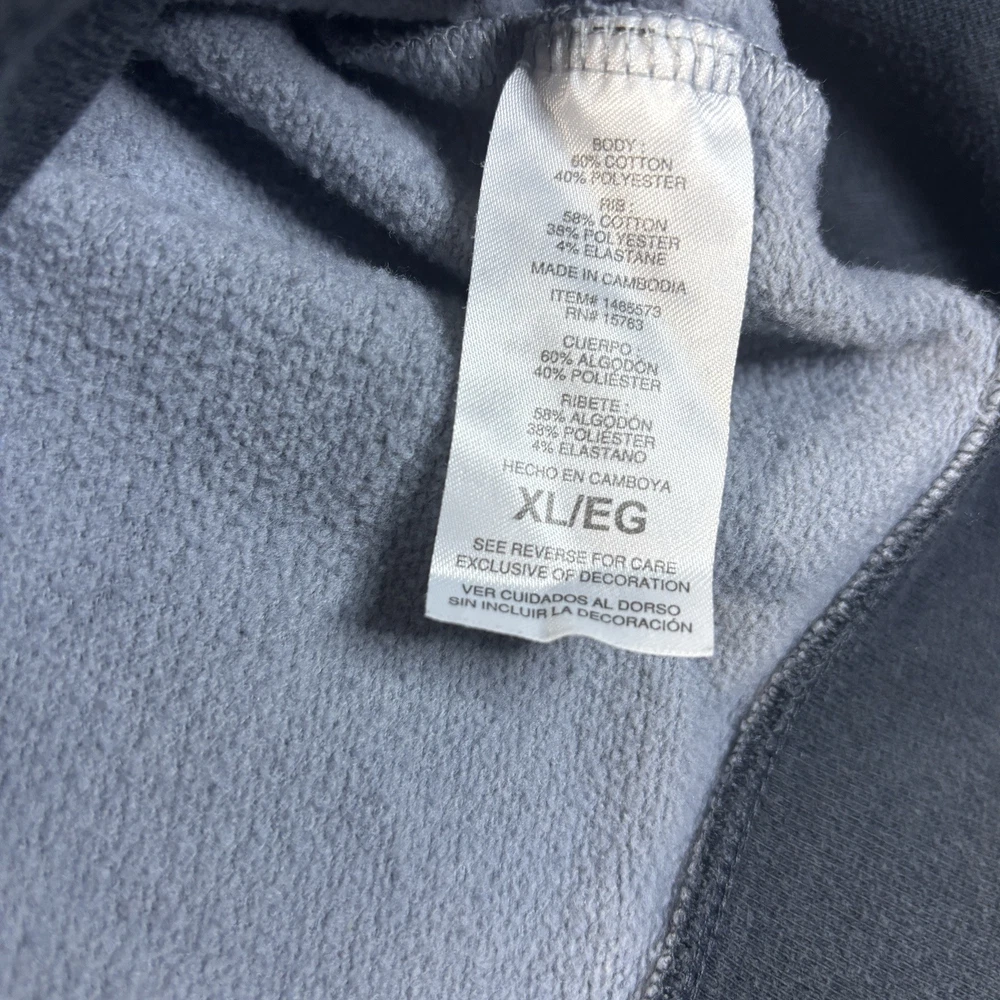 BODY :
60% COTTON
40% POLYESTER
RIB :
58% COTTON
38% POLYESTER
4% ELASTANE
MADE IN CAMBODIA
ITEM# 1485573
RN# 15763
CUERPO :
60% ALGODÓN
40% POLIÉSTER
RIBETE :
58% ALGODÓN
38% POLIÉSTER
4% ELASTANO
HECHO EN CAMBOYA
XL/EG
SEE REVERSE FOR CARE
EXCLUSIVE OF DECORATION
VER CUIDADOS AL DORSO
SIN INCLUIR LA DECORACIÓN